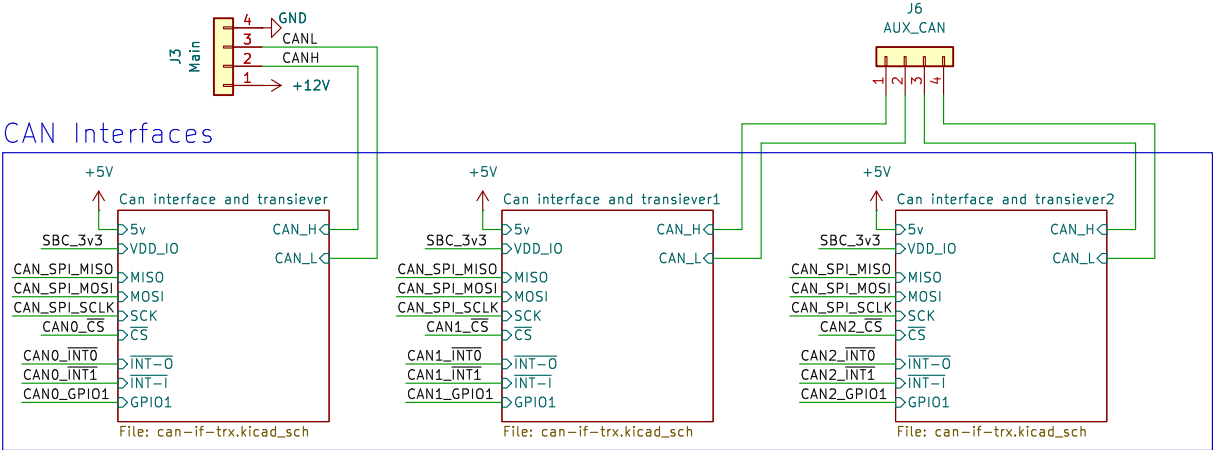 J6
AUX_CAN
1
2
3
4
J3
Main
4
GND
3
CANL
2
CANH
1
+12V
CAN Interfaces
+5V
Can interface and transiever
5v
CAN_H
SBC_3v3
VDD_IO
CAN_L
CAN_SPI_MISO
MISO
CAN_SPI_MOSI
MOSI
CAN_SPI_SCLK
SCK
CAN0_CS
CS
CAN0_INT0
INT-0
CAN0_INT1
INT-1
CAN0_GPIO1
GPIO1
File: can-if-trx.kicad_sch
+5V
Can interface and transiever1
5v
CAN_H
SBC_3v3
VDD_IO
CAN_L
CAN_SPI_MISO
MISO
CAN_SPI_MOSI
MOSI
CAN_SPI_SCLK
SCK
CAN1_CS
CS
CAN1_INT0
INT-0
CAN1_INT1
INT-1
CAN1_GPIO1
GPIO1
File: can-if-trx.kicad_sch
+5V
Can interface and transiever2
5v
CAN_H
SBC_3v3
VDD_IO
CAN_L
CAN_SPI_MISO
MISO
CAN_SPI_MOSI
MOSI
CAN_SPI_SCLK
SCK
CAN2_CS
CS
CAN2_INT0
INT-0
CAN2_INT1
INT-1
CAN2_GPIO1
GPIO1
File: can-if-trx.kicad_sch